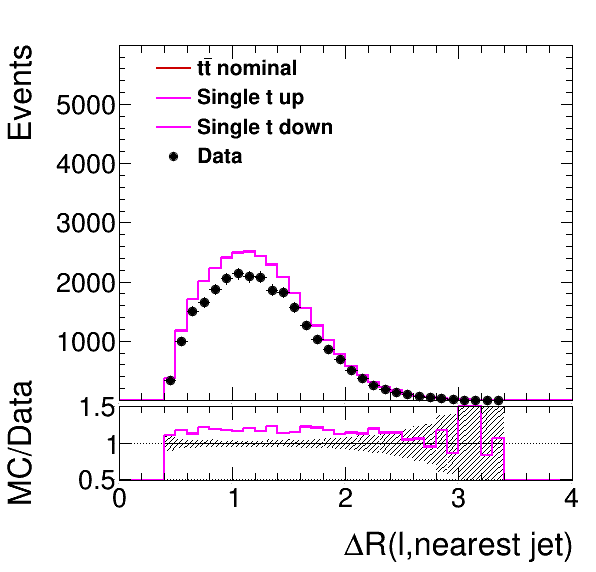 Events
5000
4000
3000
2000
1000
tt̄ nominal
Single t up
Single t down
Data
MC/Data
1.5
1
0.5
0 1 2 3 4
ΔR(l,nearest jet)